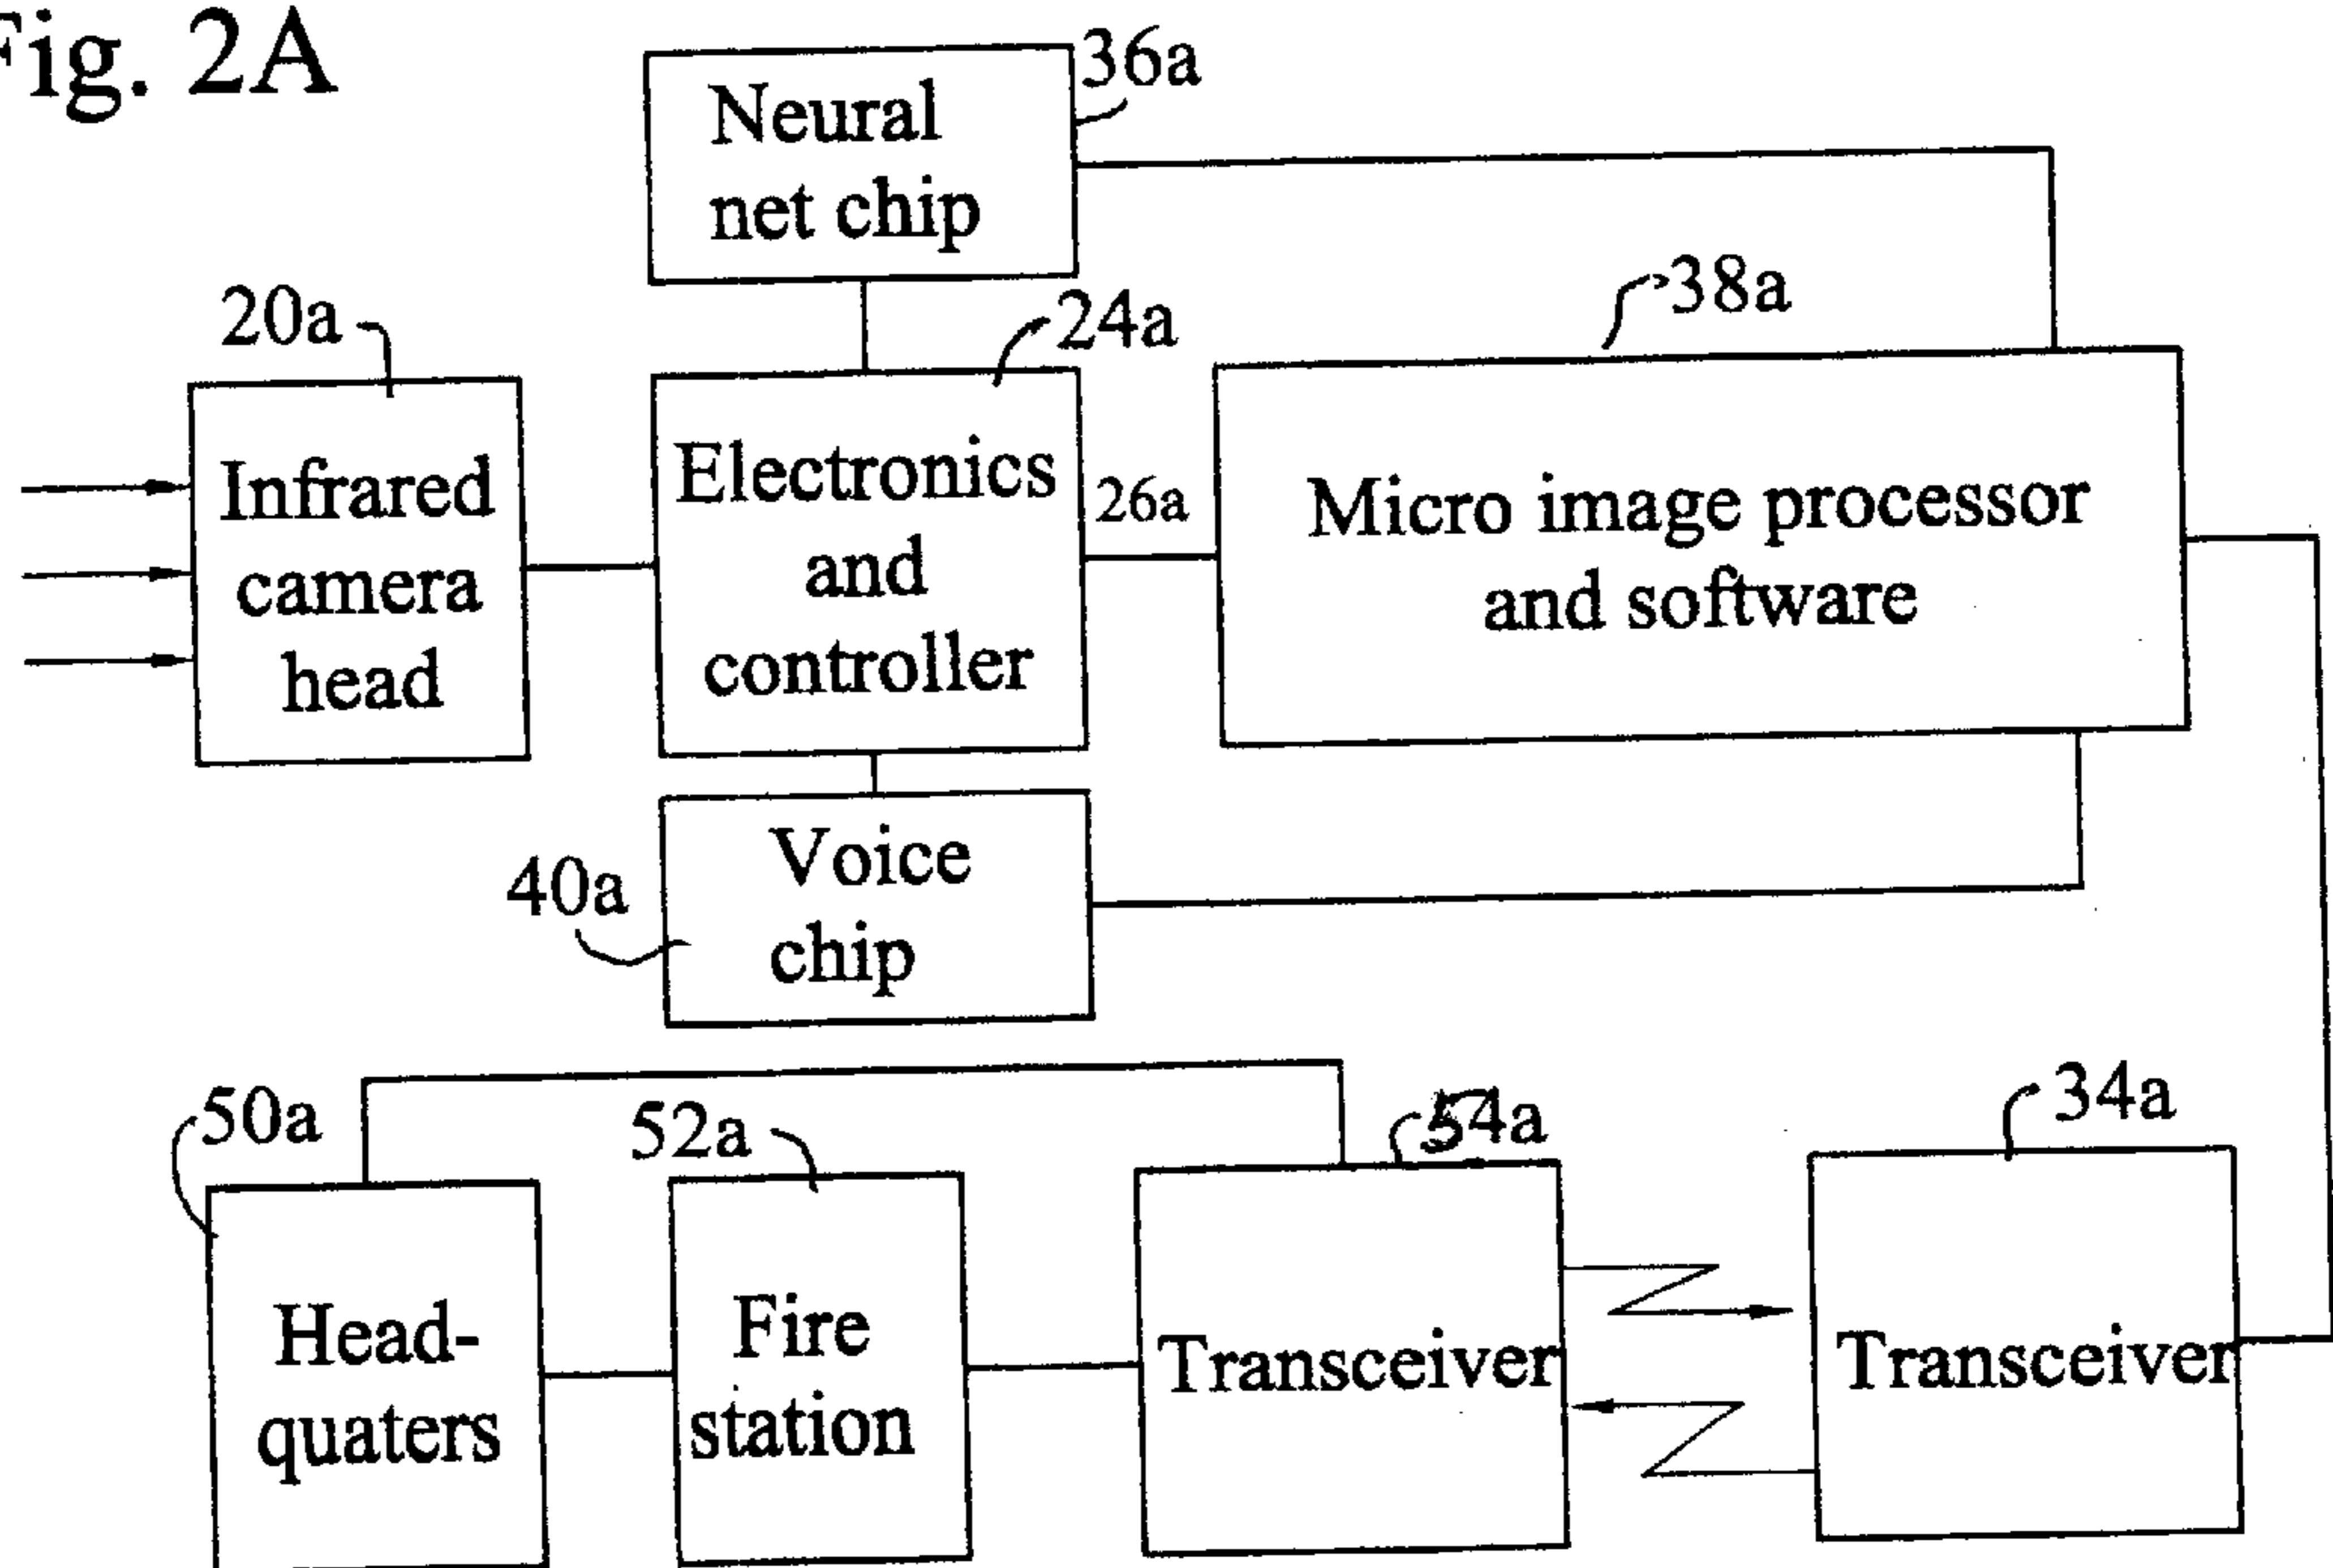 Fig. 2A
36a
Neural
net chip
38a
20a
24a
Infrared
camera
head
Electronics
and
controller
26a
Micro image processor
and software
40a
Voice
chip
50a
52a
54a
34a
Head-
quaters
Fire
station
Transceiver
Transceiver